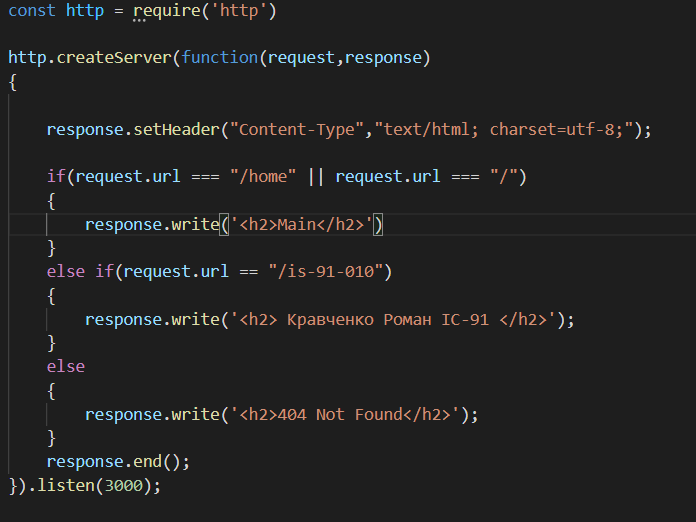 const http = require('http')
http.createServer(function(request,response)
{
response.setHeader("Content-Type","text/html; charset=utf-8;");
if(request.url === "/home" || request.url === "/")
{
response.write('<h2>Main</h2>')
}
else if(request.url == "/is-91-010")
{
response.write('<h2> Кравченко Роман ІС-91 </h2>');
}
else
{
response.write('<h2>404 Not Found</h2>');
}
response.end();
}).listen(3000);